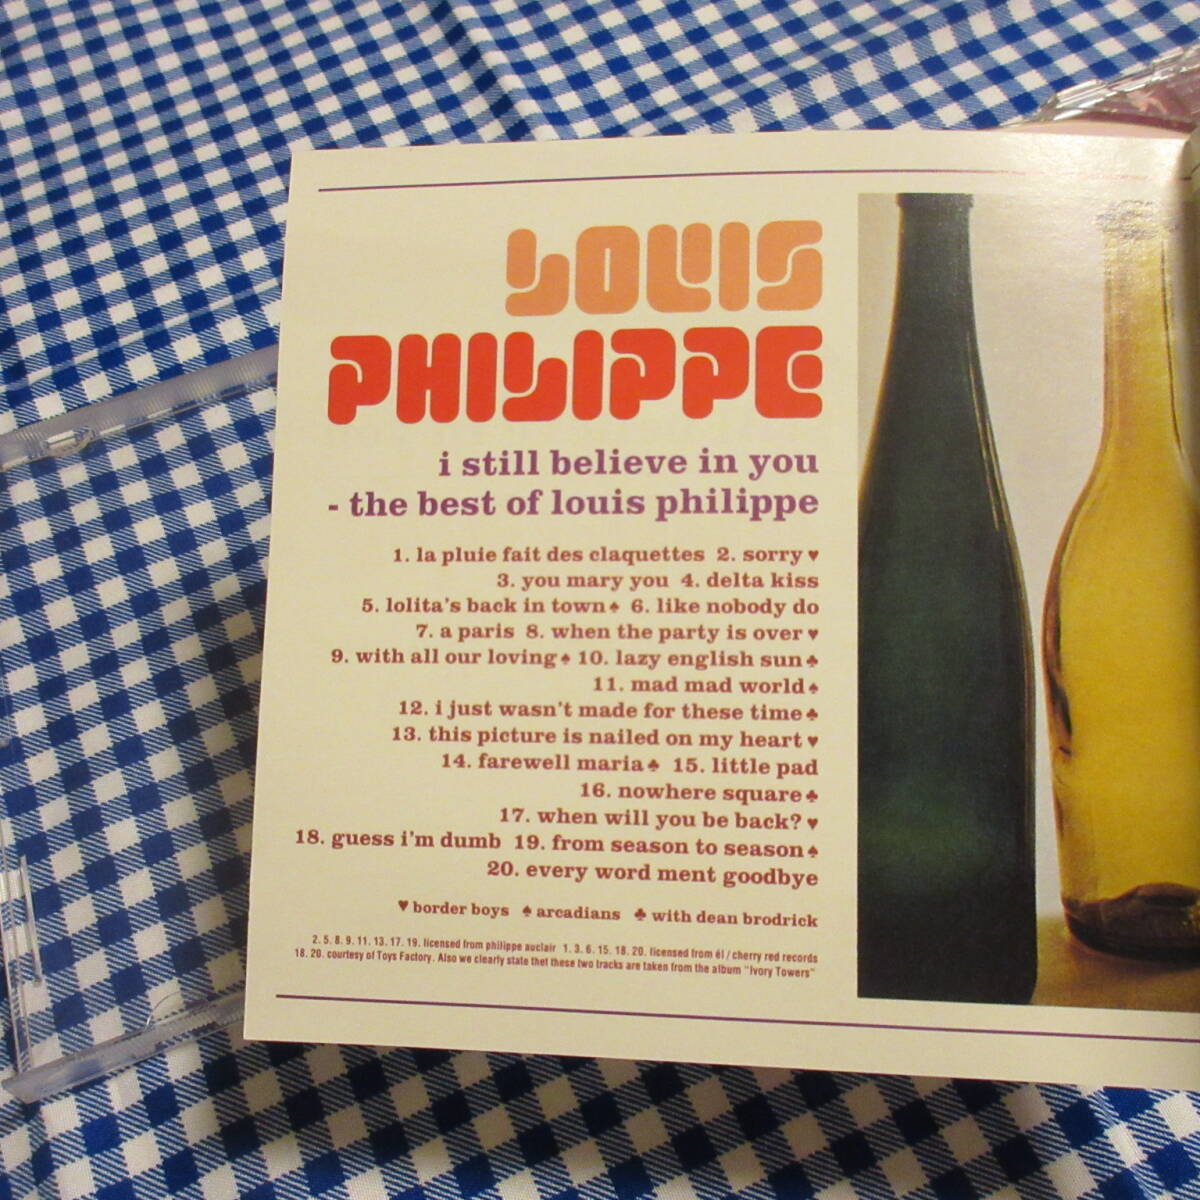 LOUIS
PHILIPPE
i still believe in you
- the best of louis philippe
1. la pluie fait des claquettes 2. sorry ♥
3. you mary you 4. delta kiss
5. lolita's back in town ♠ 6. like nobody do
7. a paris 8. when the party is over ♥
9. with all our loving ♠ 10. lazy english sun ♣
11. mad mad world ♠
12. i just wasn't made for these time ♣
13. this picture is nailed on my heart ♥
14. farewell maria ♣ 15. little pad
16. nowhere square ♣
17. when will you be back? ♥
18. guess i'm dumb 19. from season to season ♠
20. every word ment goodbye
♥ border boys ♠ arcadians ♣ with dean brodrick
2. 5. 8. 9. 11. 13. 17. 19. licensed from philippe auclair 1. 3. 6. 15. 18. 20. licensed from él / cherry red records
18. 20. courtesy of Toys Factory. Also we clearly state thet these two tracks are taken from the album "Ivory Towers"